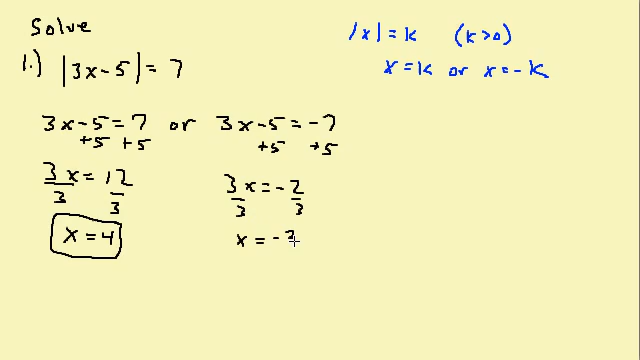 Solve
|x| = k (k>0)
1.) |3x-5| = 7
x = k or x = -k
3x-5 = 7 or 3x-5 = -7
+5 +5 +5 +5
3x = 12 3x = -2
3 3 3 3
x = 4 x = -